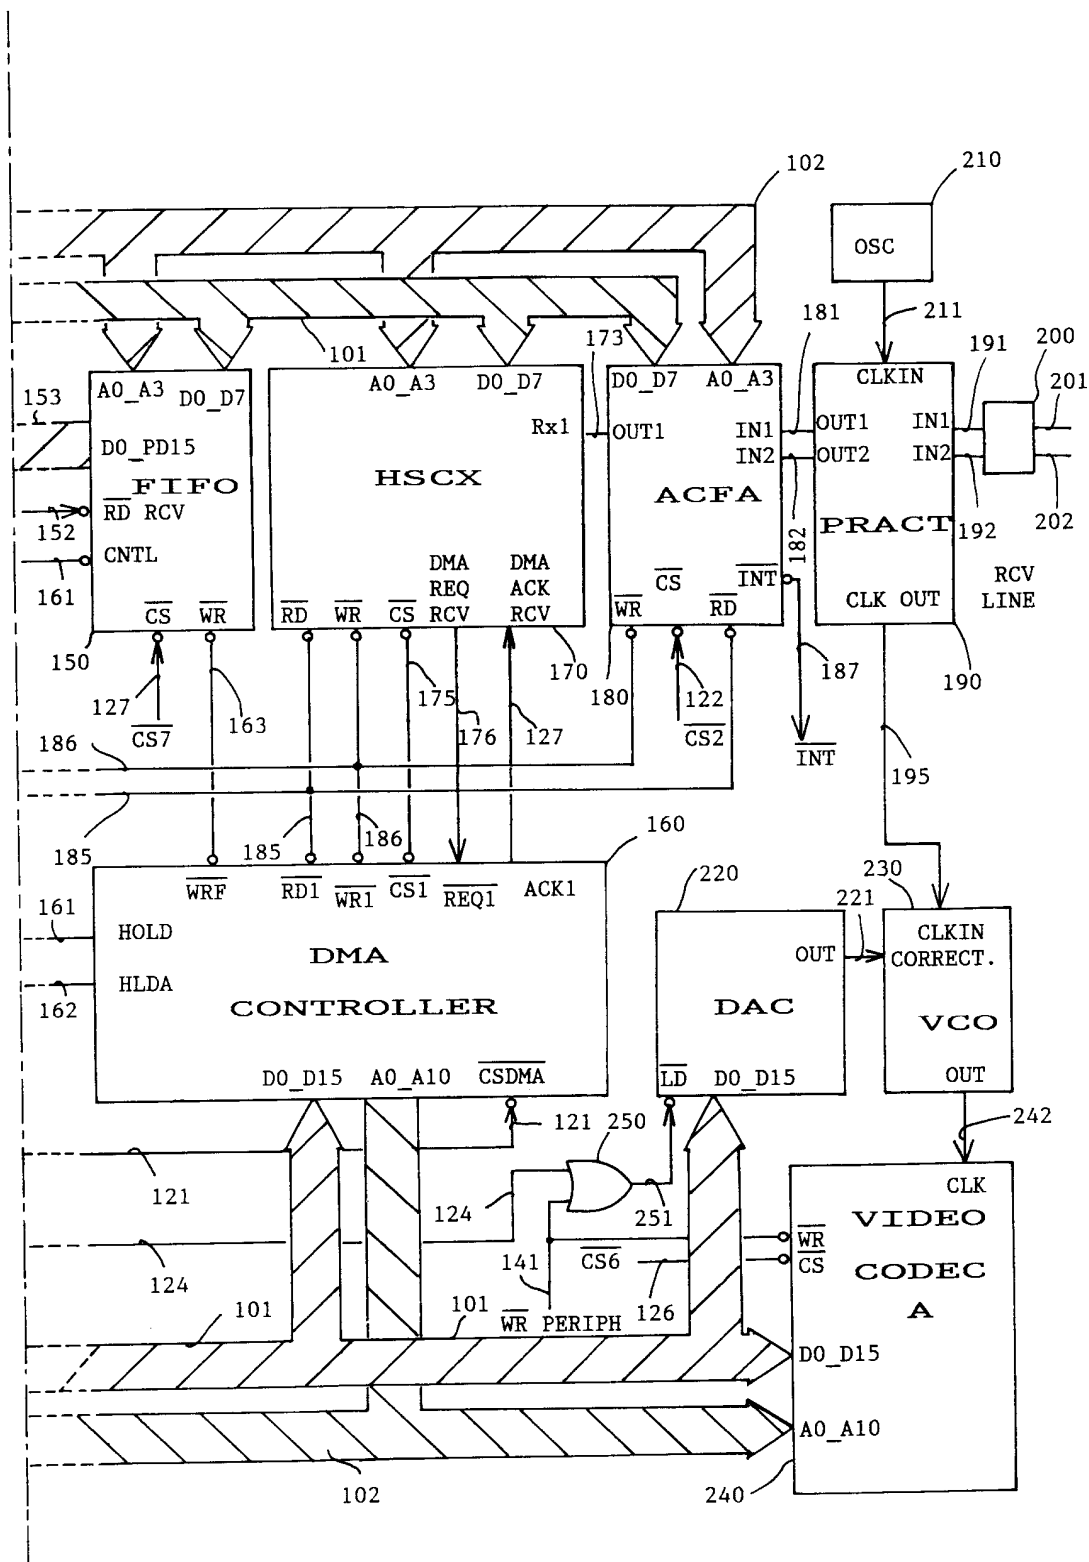 102
210
OSC
101
173
181
211
191
200
201
A0_A3
D0_D7
A0_A3
D0_D7
D0_D7
A0_A3
CLKIN
153
D0_PD15
Rx1
OUT1
IN1
OUT1
IN1
IN2
OUT2
IN2
FIFO
HSCX
ACFA
PRACT
152
RD RCV
182
192
202
161
CNTL
DMA
REQ
RCV
DMA
ACK
RCV
CS
INT
RCV
LINE
CS
WR
RD
WR
CS
WR
RD
CLK OUT
150
170
180
187
190
127
CS7
163
175
176
127
122
CS2
INT
195
186
185
185
186
160
WRF
RD1
WR1
CS1
REQ1
ACK1
220
221
230
161
HOLD
162
HLDA
DMA
CONTROLLER
OUT
CLKIN
CORRECT.
DAC
VCO
D0_D15
A0_A10
CSDMA
LD
D0_D15
OUT
121
250
242
121
124
251
CLK
VIDEO
CODEC
A
124
141
CS6
126
WR
CS
101
101
WR PERIPH
D0_D15
A0_A10
102
240